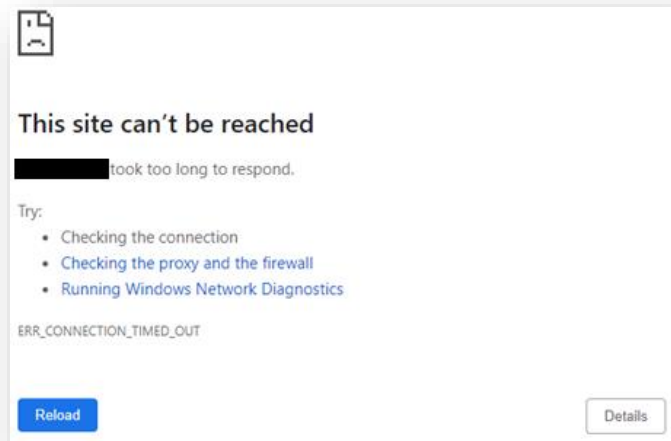 This site can't be reached
took too long to respond.
Try:
• Checking the connection
• Checking the proxy and the firewall
• Running Windows Network Diagnostics
ERR_CONNECTION_TIMED_OUT
Reload
Details